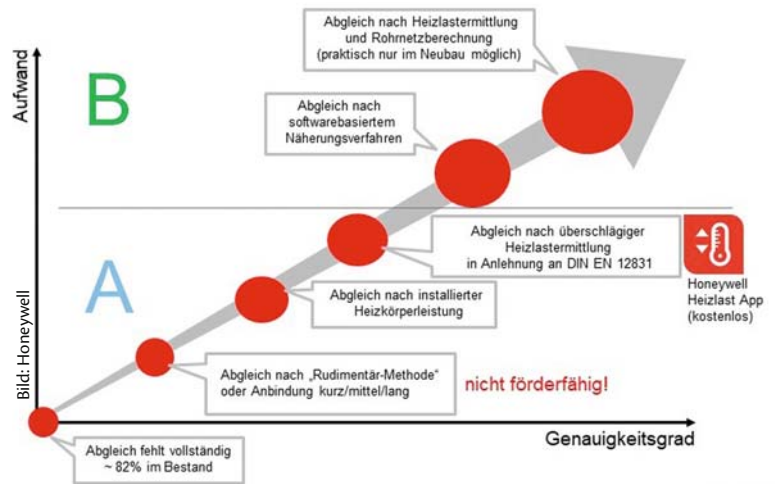 Abgleich nach Heizlastermittlung
und Rohrnetzberechnung
(praktisch nur im Neubau möglich)
Aufwand
B
Abgleich nach
softwarebasiertem
Näherungsverfahren
A
Abgleich nach überschlägiger
Heizlastermittlung
in Anlehnung an DIN EN 12831
Honeywell
Heizlast App
(kostenlos)
Abgleich nach installierter
Heizkörperleistung
Bild: Honeywell
Abgleich nach „Rudimentär-Methode“
oder Anbindung kurz/mittel/lang
nicht förderfähig!
Genauigkeitsgrad
Abgleich fehlt vollständig
~ 82% im Bestand